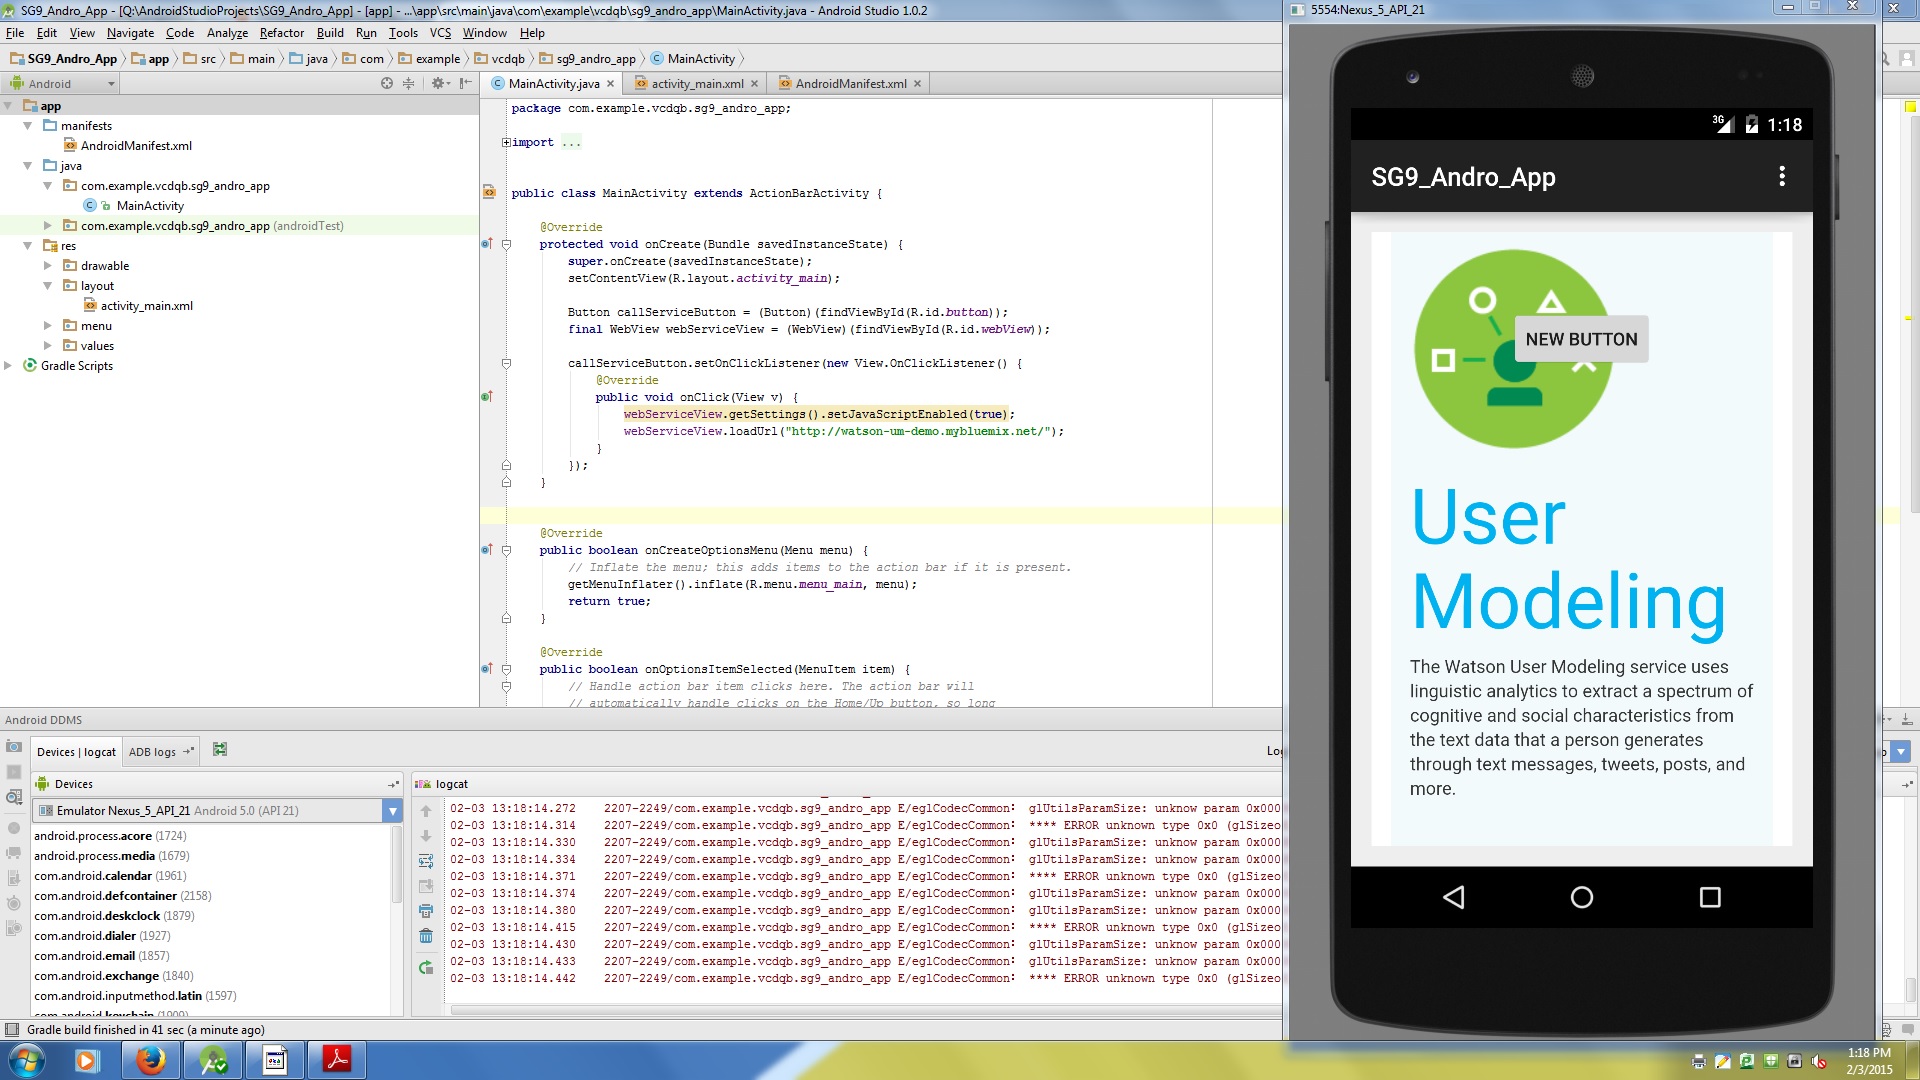 SG9_Andro_App - [Q:\AndroidStudioProjects\SG9_Andro_App] - [app] - ...\app\src\main\java\com\example\vcdqb\sg9_andro_app\MainActivity.java - Android Studio 1.0.2
File Edit View Navigate Code Analyze Refactor Build Run Tools VCS Window Help
SG9_Andro_App app src main java com example vcdqb sg9_andro_app MainActivity
Android
MainActivity.java activity_main.xml AndroidManifest.xml
app
manifests
AndroidManifest.xml
java
com.example.vcdqb.sg9_andro_app
MainActivity
com.example.vcdqb.sg9_andro_app (androidTest)
res
drawable
layout
activity_main.xml
menu
values
Gradle Scripts
package com.example.vcdqb.sg9_andro_app;
import ...
public class MainActivity extends ActionBarActivity {
@Override
protected void onCreate(Bundle savedInstanceState) {
super.onCreate(savedInstanceState);
setContentView(R.layout.activity_main);
Button callServiceButton = (Button)(findViewById(R.id.button));
final WebView webServiceView = (WebView)(findViewById(R.id.webView));
callServiceButton.setOnClickListener(new View.OnClickListener() {
@Override
public void onClick(View v) {
webServiceView.getSettings().setJavaScriptEnabled(true);
webServiceView.loadUrl("http://watson-um-demo.mybluemix.net/");
}
});
}
@Override
public boolean onCreateOptionsMenu(Menu menu) {
// Inflate the menu; this adds items to the action bar if it is present.
getMenuInflater().inflate(R.menu.menu_main, menu);
return true;
}
@Override
public boolean onOptionsItemSelected(MenuItem item) {
// Handle action bar item clicks here. The action bar will
// automatically handle clicks on the Home/Up button, so long
5554:Nexus_5_API_21
3G 1:18
SG9_Andro_App
NEW BUTTON
User
Modeling
The Watson User Modeling service uses
linguistic analytics to extract a spectrum of
cognitive and social characteristics from
the text data that a person generates
through text messages, tweets, posts, and
more.
Android DDMS
Devices | logcat ADB logs
Devices
Emulator Nexus_5_API_21 Android 5.0 (API 21)
android.process.acore (1724)
android.process.media (1679)
com.android.calendar (1961)
com.android.defcontainer (2158)
com.android.deskclock (1879)
com.android.dialer (1927)
com.android.email (1857)
com.android.exchange (1840)
com.android.inputmethod.latin (1597)
logcat
02-03 13:18:14.272 2207-2249/com.example.vcdqb.sg9_andro_app E/eglCodecCommon: glUtilsParamSize: unknow param 0x000
02-03 13:18:14.314 2207-2249/com.example.vcdqb.sg9_andro_app E/eglCodecCommon: **** ERROR unknown type 0x0 (glSizeo
02-03 13:18:14.330 2207-2249/com.example.vcdqb.sg9_andro_app E/eglCodecCommon: glUtilsParamSize: unknow param 0x000
02-03 13:18:14.334 2207-2249/com.example.vcdqb.sg9_andro_app E/eglCodecCommon: glUtilsParamSize: unknow param 0x000
02-03 13:18:14.371 2207-2249/com.example.vcdqb.sg9_andro_app E/eglCodecCommon: **** ERROR unknown type 0x0 (glSizeo
02-03 13:18:14.374 2207-2249/com.example.vcdqb.sg9_andro_app E/eglCodecCommon: glUtilsParamSize: unknow param 0x000
02-03 13:18:14.380 2207-2249/com.example.vcdqb.sg9_andro_app E/eglCodecCommon: glUtilsParamSize: unknow param 0x000
02-03 13:18:14.415 2207-2249/com.example.vcdqb.sg9_andro_app E/eglCodecCommon: **** ERROR unknown type 0x0 (glSizeo
02-03 13:18:14.430 2207-2249/com.example.vcdqb.sg9_andro_app E/eglCodecCommon: glUtilsParamSize: unknow param 0x000
02-03 13:18:14.433 2207-2249/com.example.vcdqb.sg9_andro_app E/eglCodecCommon: glUtilsParamSize: unknow param 0x000
02-03 13:18:14.442 2207-2249/com.example.vcdqb.sg9_andro_app E/eglCodecCommon: **** ERROR unknown type 0x0 (glSizeo
Gradle build finished in 41 sec (a minute ago)
1:18 PM
2/3/2015